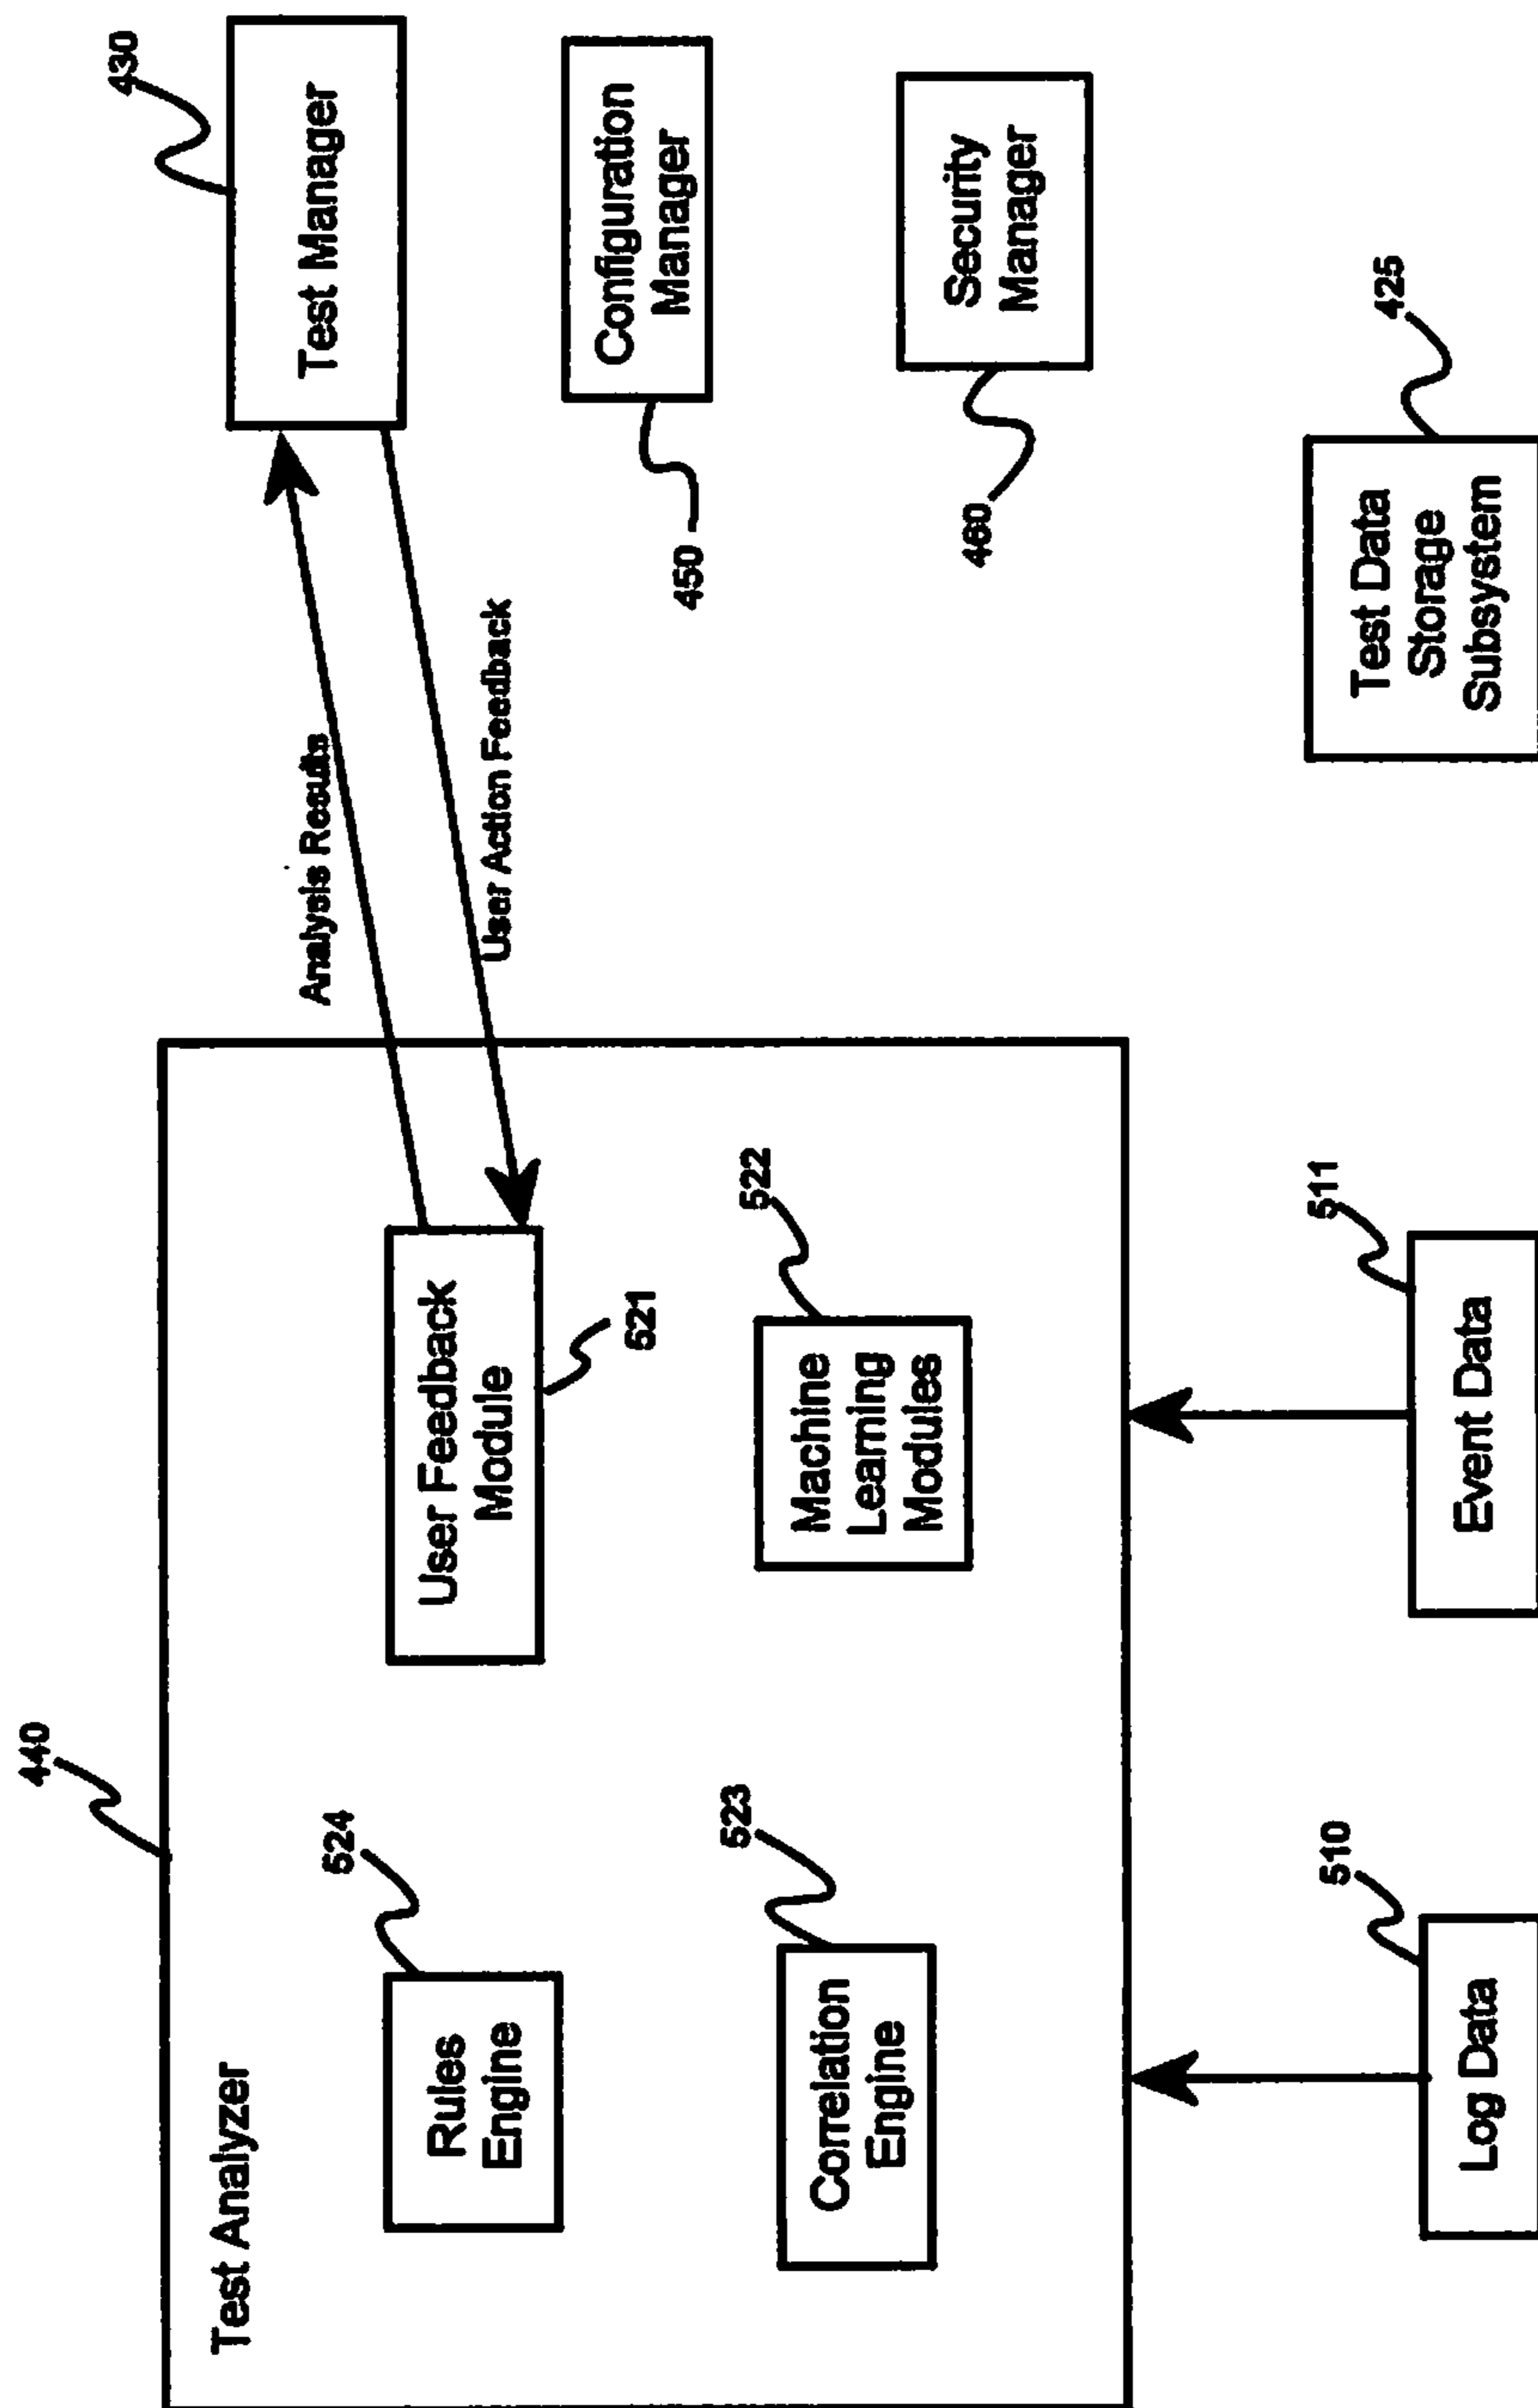 440
Test Analyzer
524
Rules
Engine
User Feedback
Module
521
523
Correlation
Engine
522
Machine
Learning
Modules
Analysis Results
User Action Feedback
430
Test Manager
Configuration
Manager
450
Security
Manager
460
510
Log Data
511
Event Data
425
Test Data
Storage
Subsystem